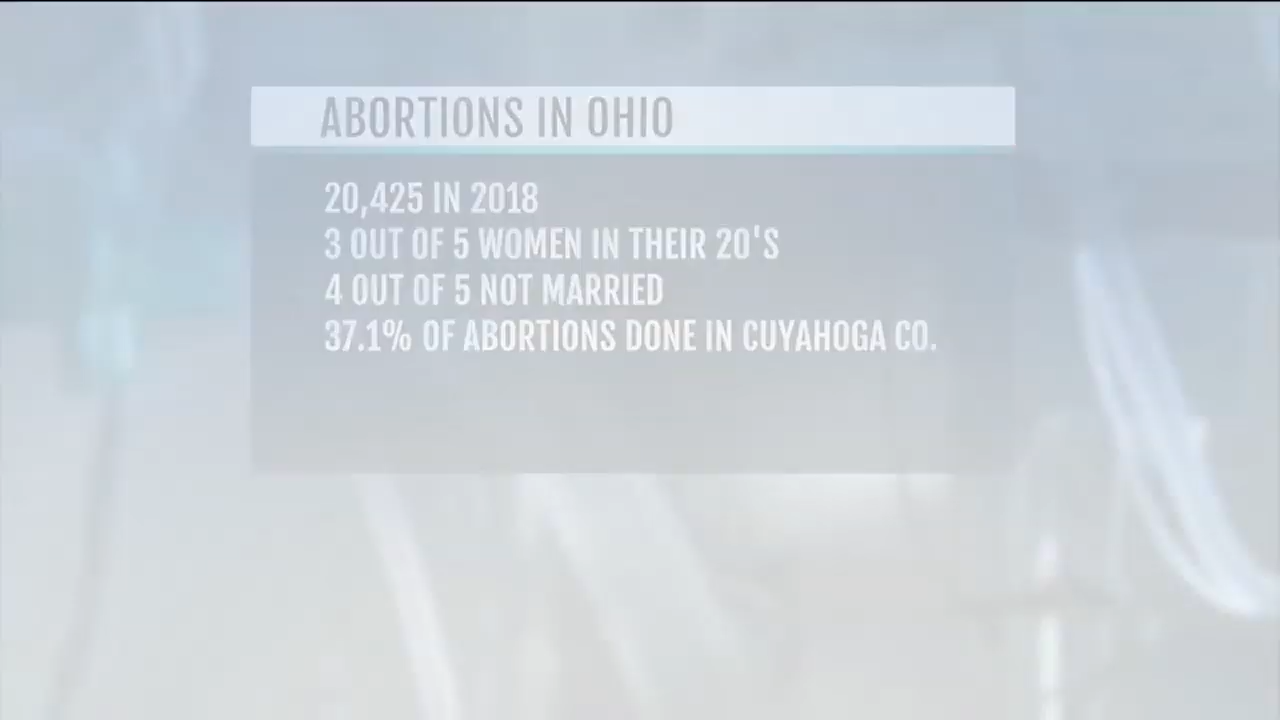 ABORTIONS IN OHIO
20,425 IN 2018
3 OUT OF 5 WOMEN IN THEIR 20'S
4 OUT OF 5 NOT MARRIED
37.1% OF ABORTIONS DONE IN CUYAHOGA CO.